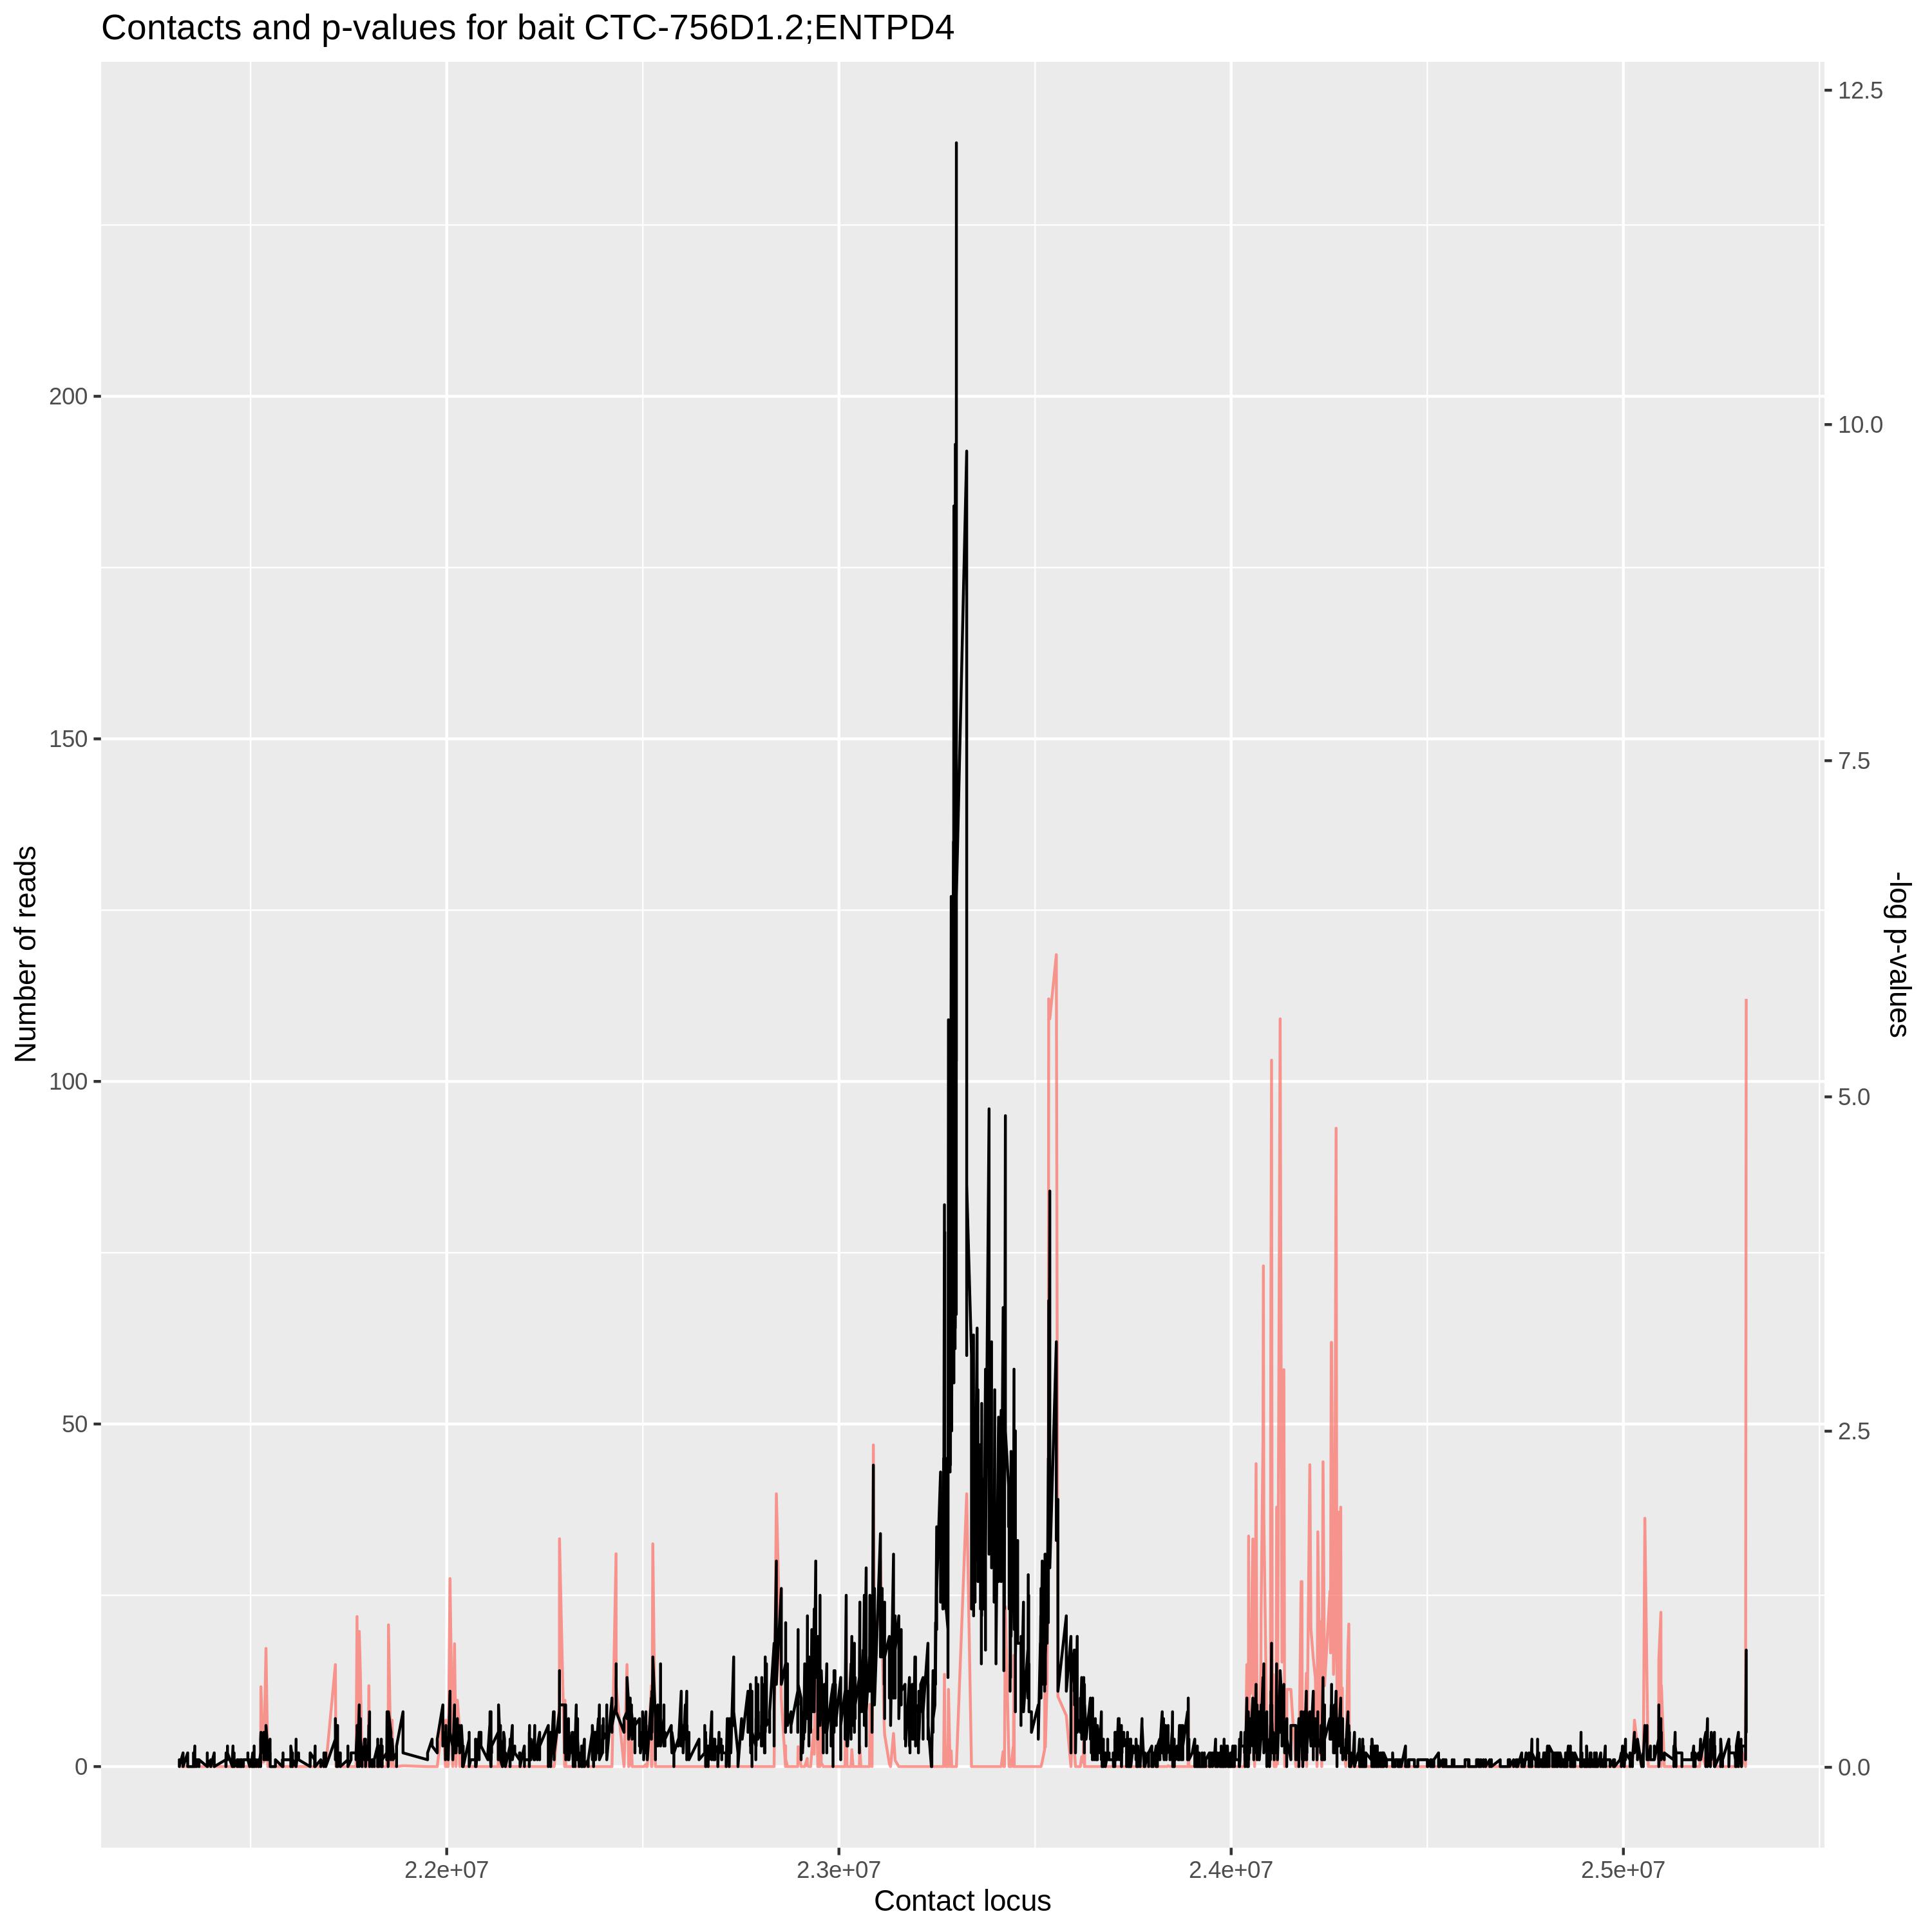 Contacts and p-values for bait CTC-756D1.2;ENTPD4
Number of reads
200
150
100
50
0
12.5
10.0
7.5
5.0
2.5
0.0
-log p-values
2.2e+07
2.3e+07
2.4e+07
2.5e+07
Contact locus